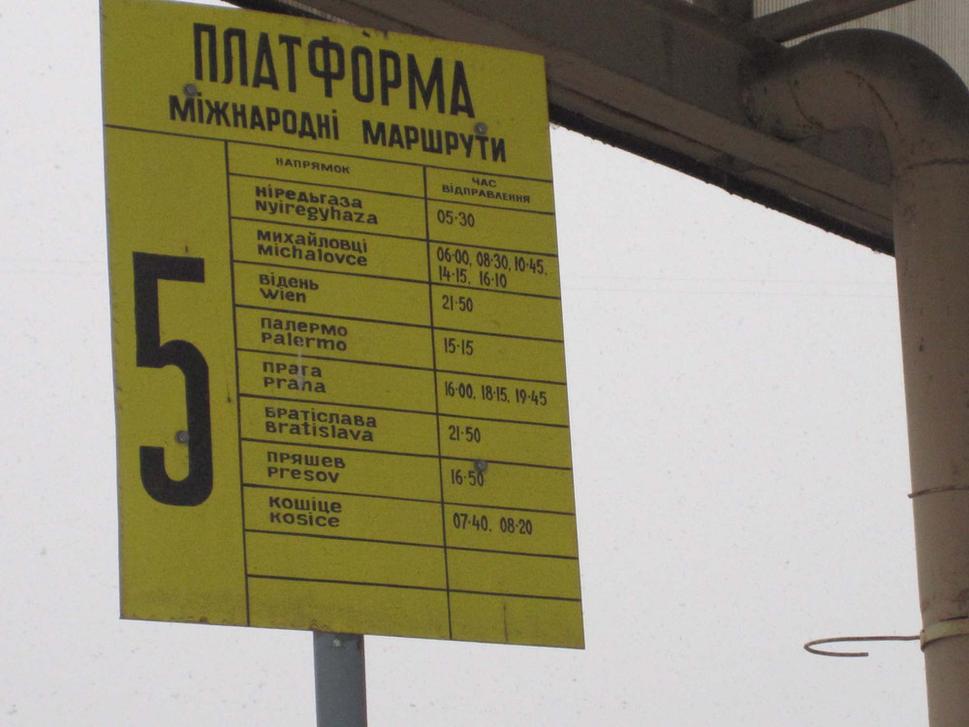 ПЛАТФОРМА
МІЖНАРОДНІ МАРШРУТИ
5
НАПРЯМОК
ЧАС
ВІДПРАВЛЕННЯ
НІРЕДЬГАЗА
Nyiregyhaza
05·30
МИХАЙЛОВЦІ
Michalovce
06·00, 08·30, 10·45,
14·15, 16·10
ВІДЕНЬ
Wien
21·50
ПАЛЕРМО
Palermo
15·15
ПРАГА
Praha
16·00, 18·15, 19·45
БРАТІСЛАВА
Bratislava
21·50
ПРЯШЕВ
Presov
16·50
КОШІЦЕ
Kosice
07·40, 08·20